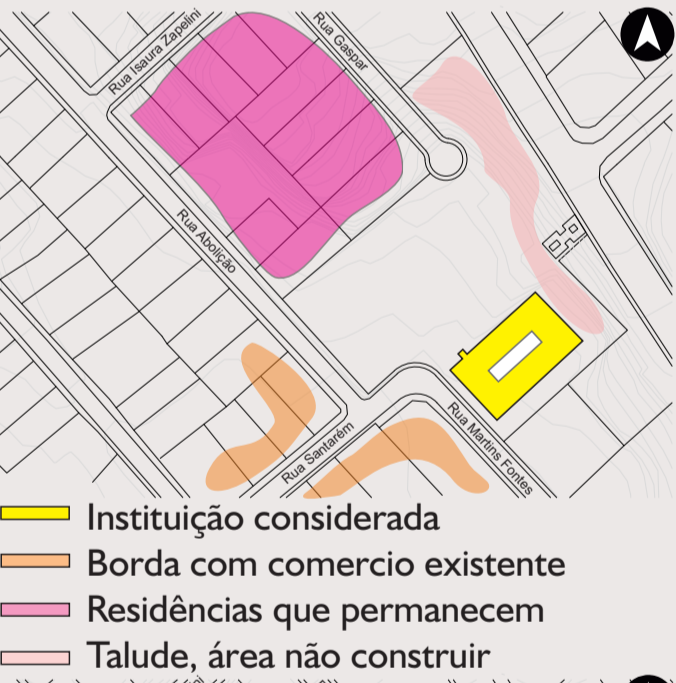 Rua Isaura Zapelini
Rua Gaspar
Rua Abolição
Rua Santarém
Rua Martins Fontes
Instituição considerada
Borda com comercio existente
Residências que permanecem
Talude, área não construir